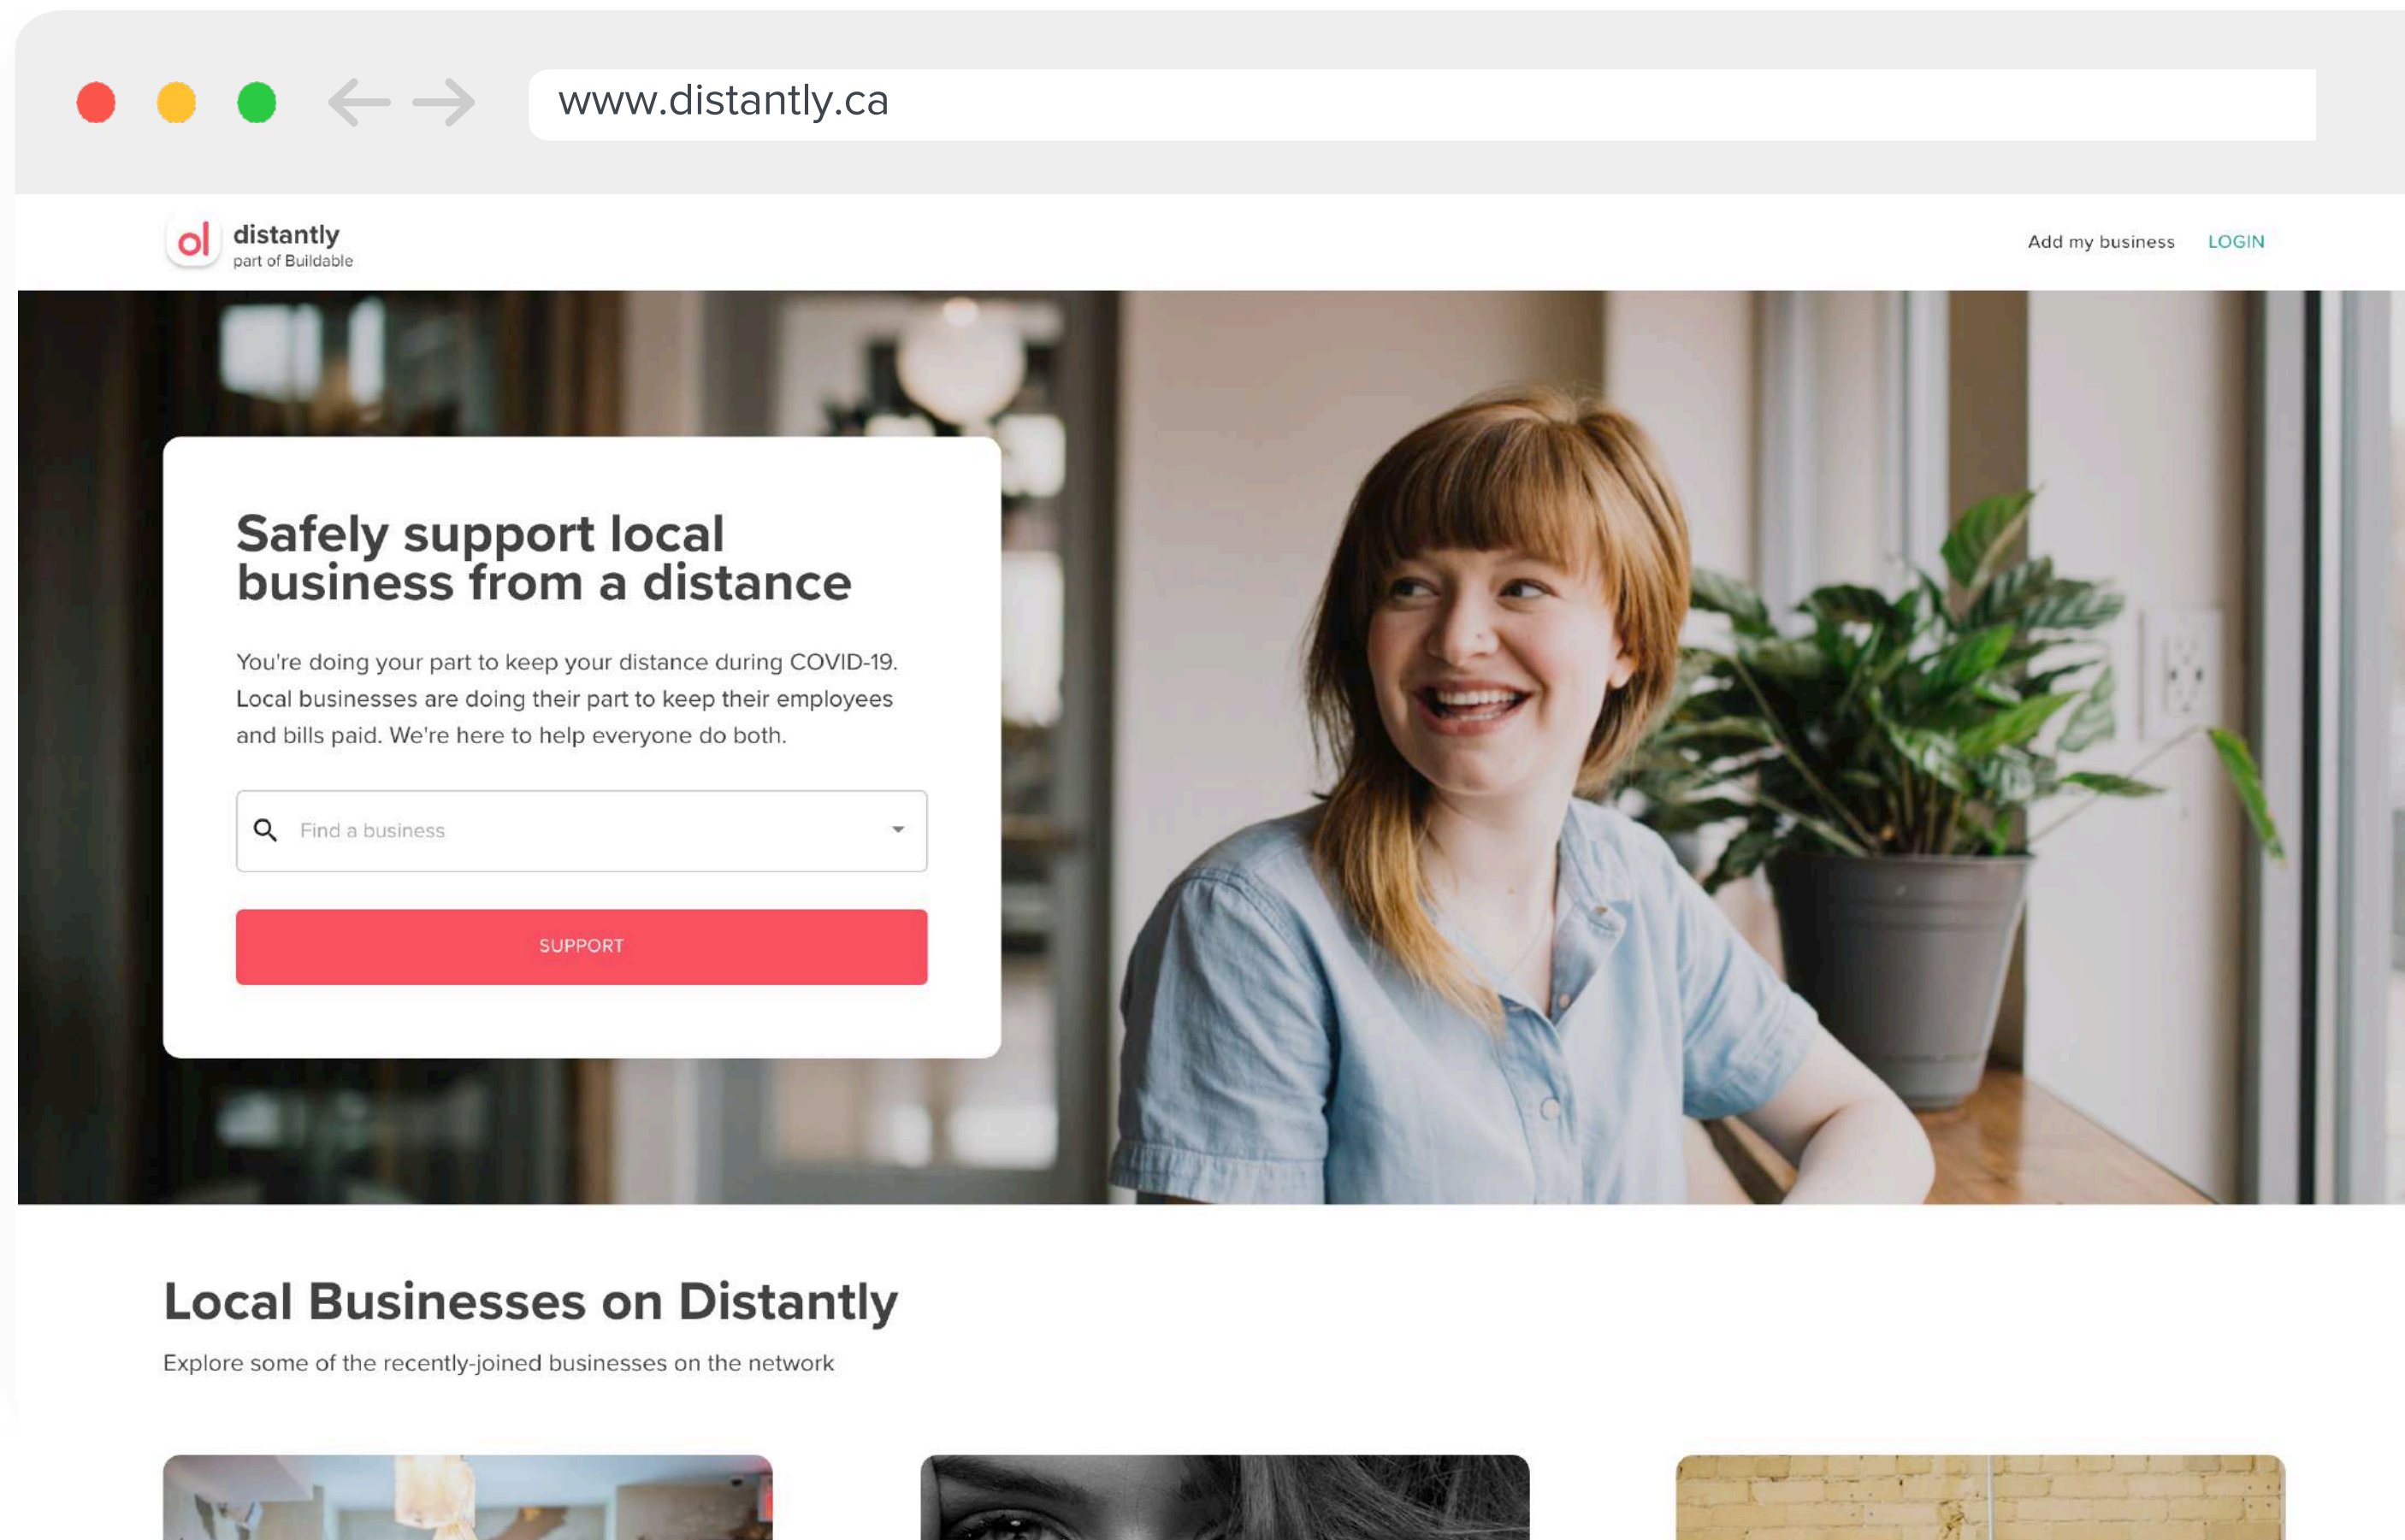 www.distantly.ca
distantly
part of Buildable
Add my business
LOGIN
Safely support local
business from a distance
You're doing your part to keep your distance during COVID-19.
Local businesses are doing their part to keep their employees
and bills paid. We're here to help everyone do both.
Find a business
SUPPORT
Local Businesses on Distantly
Explore some of the recently-joined businesses on the network